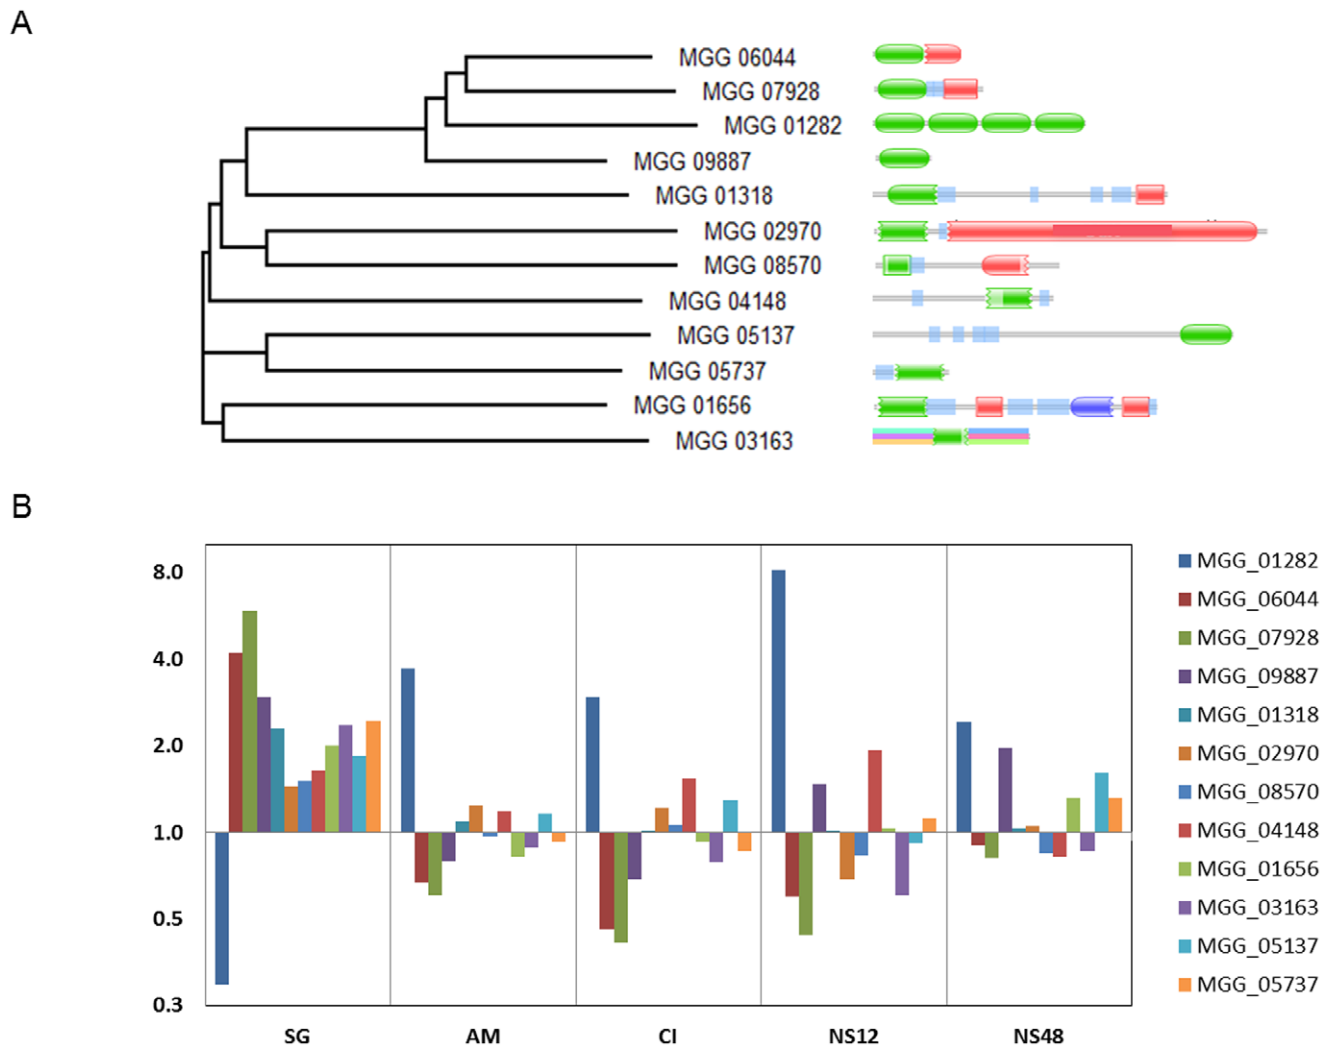 A
MGG 06044
MGG 07928
MGG 01282
MGG 09887
MGG 01318
MGG 02970
MGG 08570
MGG 04148
MGG 05137
MGG 05737
MGG 01656
MGG 03163
B
8.0
4.0
2.0
1.0
0.5
0.3
SG AM CI NS12 NS48
MGG_01282
MGG_06044
MGG_07928
MGG_09887
MGG_01318
MGG_02970
MGG_08570
MGG_04148
MGG_01656
MGG_03163
MGG_05137
MGG_05737